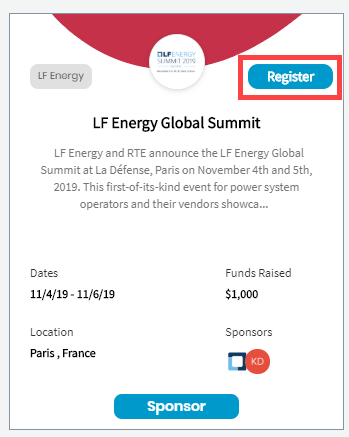 LF ENERGY
SUMMIT 2019
LF Energy
Register
LF Energy Global Summit
LF Energy and RTE announce the LF Energy Global
Summit at La Défense, Paris on November 4th and 5th,
2019. This first-of-its-kind event for power system
operators and their vendors showca...
Dates
Funds Raised
11/4/19 - 11/6/19
$1,000
Location
Sponsors
Paris , France
KD
Sponsor